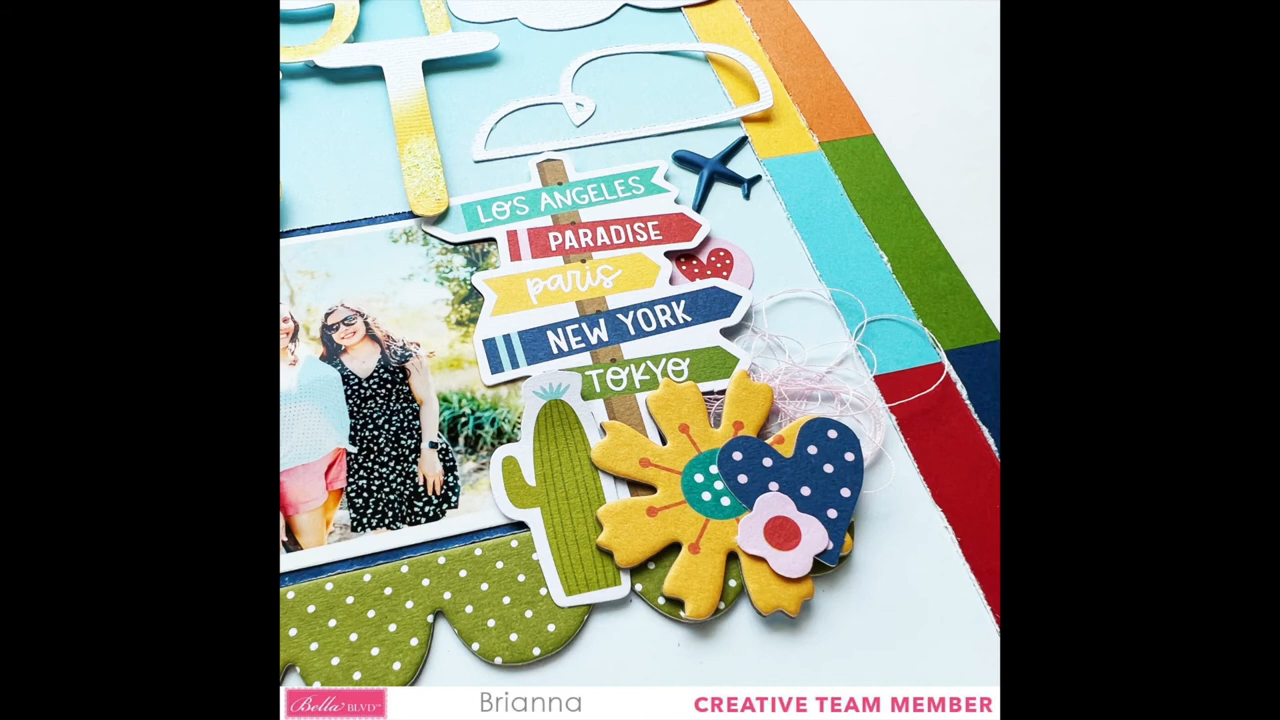 LOS ANGELES
PARADISE
paris
NEW YORK
TOKYO
Bella BLVD
Brianna
CREATIVE TEAM MEMBER